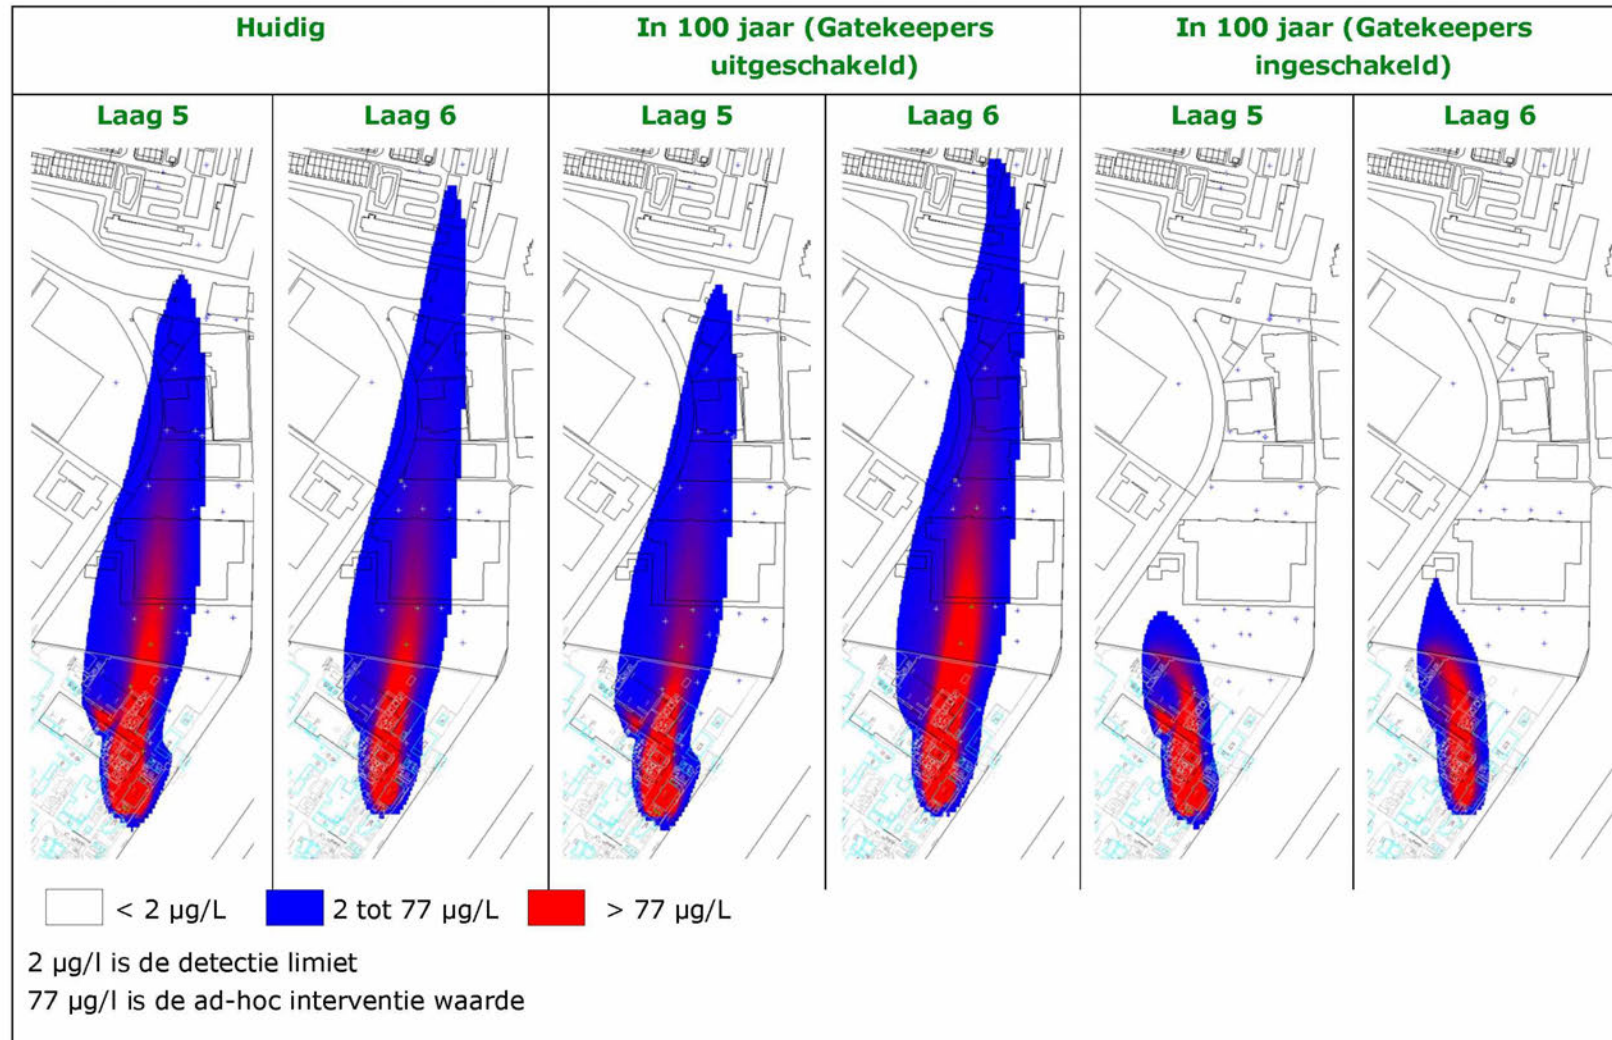 Huidig
In 100 jaar (Gatekeepers
uitgeschakeld)
In 100 jaar (Gatekeepers
ingeschakeld)
Laag 5
Laag 6
Laag 5
Laag 6
Laag 5
Laag 6
< 2 µg/L
2 tot 77 µg/L
> 77 µg/L
2 µg/l is de detectie limiet
77 µg/l is de ad-hoc interventie waarde